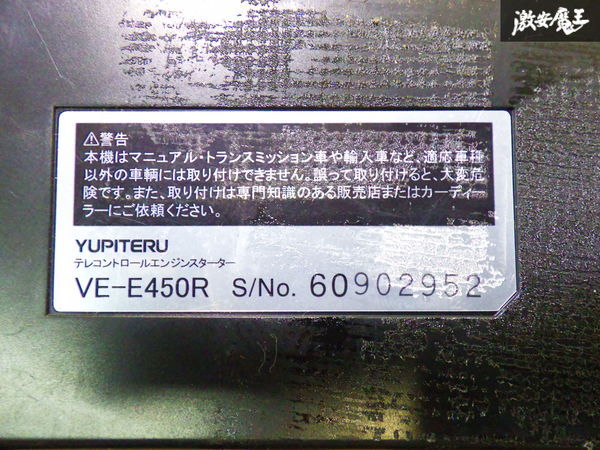 激安魔王
⚠警告
本機はマニュアル・トランスミッション車や輸入車など、適応車種
以外の車輌には取り付けできません。誤って取り付けると、大変危
険です。また、取り付けは専門知識のある販売店またはカーディー
ラーにご依頼ください。
YUPITERU
テレコントロールエンジンスターター
VE-E450R S/No. 60902952